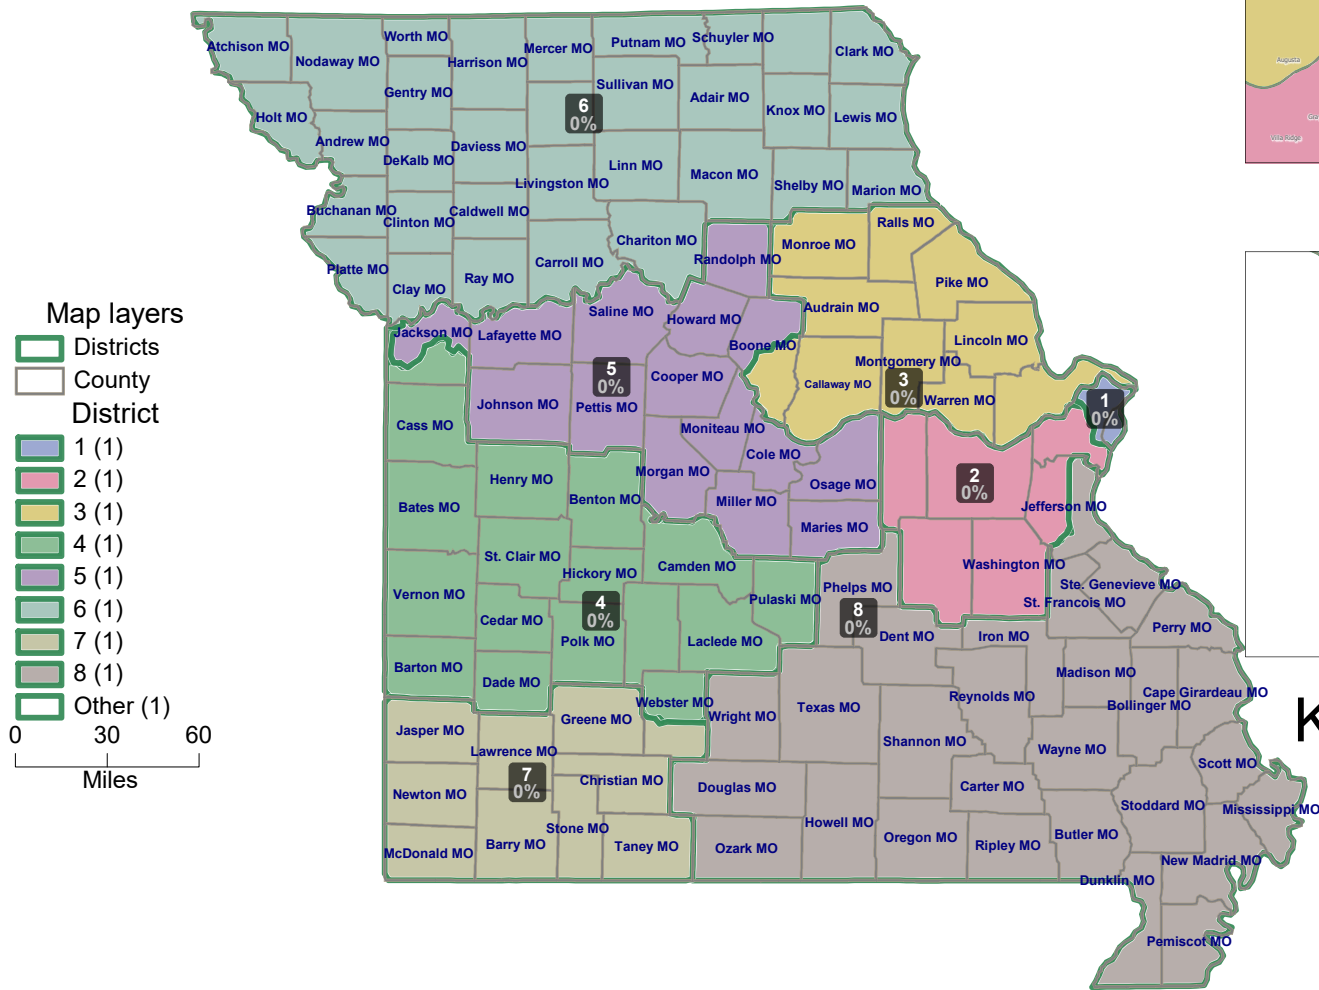 Atchison MO
Nodaway MO
Worth MO
Harrison MO
Mercer MO
Putnam MO
Schuyler MO
Clark MO
Gentry MO
Sullivan MO
Adair MO
Knox MO
Lewis MO
6
0%
Holt MO
Andrew MO
DeKalb MO
Daviess MO
Livingston MO
Linn MO
Macon MO
Shelby MO
Marion MO
Buchanan MO
Clinton MO
Caldwell MO
Chariton MO
Carroll MO
Platte MO
Clay MO
Ray MO
Randolph MO
Monroe MO
Ralls MO
Pike MO
Audrain MO
Lincoln MO
Montgomery MO
Callaway MO
3
0%
Warren MO
Jackson MO
Lafayette MO
Saline MO
Howard MO
Boone MO
5
0%
Cooper MO
Johnson MO
Pettis MO
Moniteau MO
Cole MO
Morgan MO
Miller MO
Osage MO
Maries MO
1
0%
2
0%
Jefferson MO
Washington MO
Cass MO
Bates MO
Henry MO
Benton MO
St. Clair MO
Hickory MO
Camden MO
Vernon MO
Cedar MO
4
0%
Polk MO
Laclede MO
Pulaski MO
Barton MO
Dade MO
Webster MO
Phelps MO
8
0%
Dent MO
Iron MO
Ste. Genevieve MO
St. Francois MO
Perry MO
Madison MO
Cape Girardeau MO
Bollinger MO
Reynolds MO
Texas MO
Wright MO
Shannon MO
Wayne MO
Scott MO
Carter MO
Stoddard MO
Mississippi MO
Douglas MO
Howell MO
Oregon MO
Ripley MO
Butler MO
Ozark MO
New Madrid MO
Dunklin MO
Pemiscot MO
Jasper MO
Lawrence MO
Greene MO
7
0%
Christian MO
Newton MO
Stone MO
Barry MO
Taney MO
McDonald MO
Map layers
Districts
County
District
1 (1)
2 (1)
3 (1)
4 (1)
5 (1)
6 (1)
7 (1)
8 (1)
Other (1)
0 30 60
Miles
Augusta
Villa Ridge
K